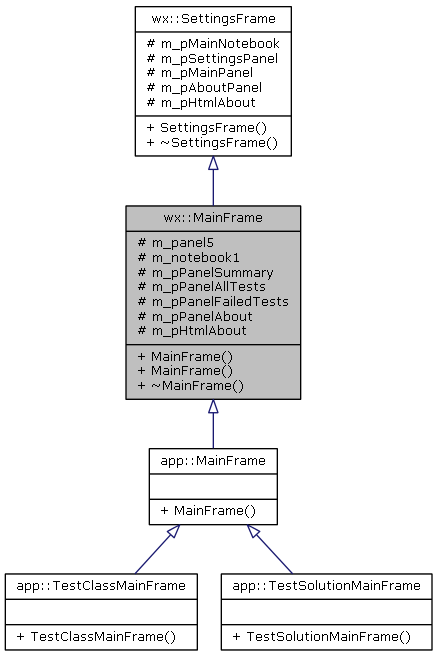 wx::SettingsFrame
# m_pMainNotebook
# m_pSettingsPanel
# m_pMainPanel
# m_pAboutPanel
# m_pHtmlAbout
+ SettingsFrame()
+ ~SettingsFrame()
wx::MainFrame
# m_panel5
# m_notebook1
# m_pPanelSummary
# m_pPanelAllTests
# m_pPanelFailedTests
# m_pPanelAbout
# m_pHtmlAbout
+ MainFrame()
+ MainFrame()
+ ~MainFrame()
app::MainFrame
+ MainFrame()
app::TestClassMainFrame
+ TestClassMainFrame()
app::TestSolutionMainFrame
+ TestSolutionMainFrame()